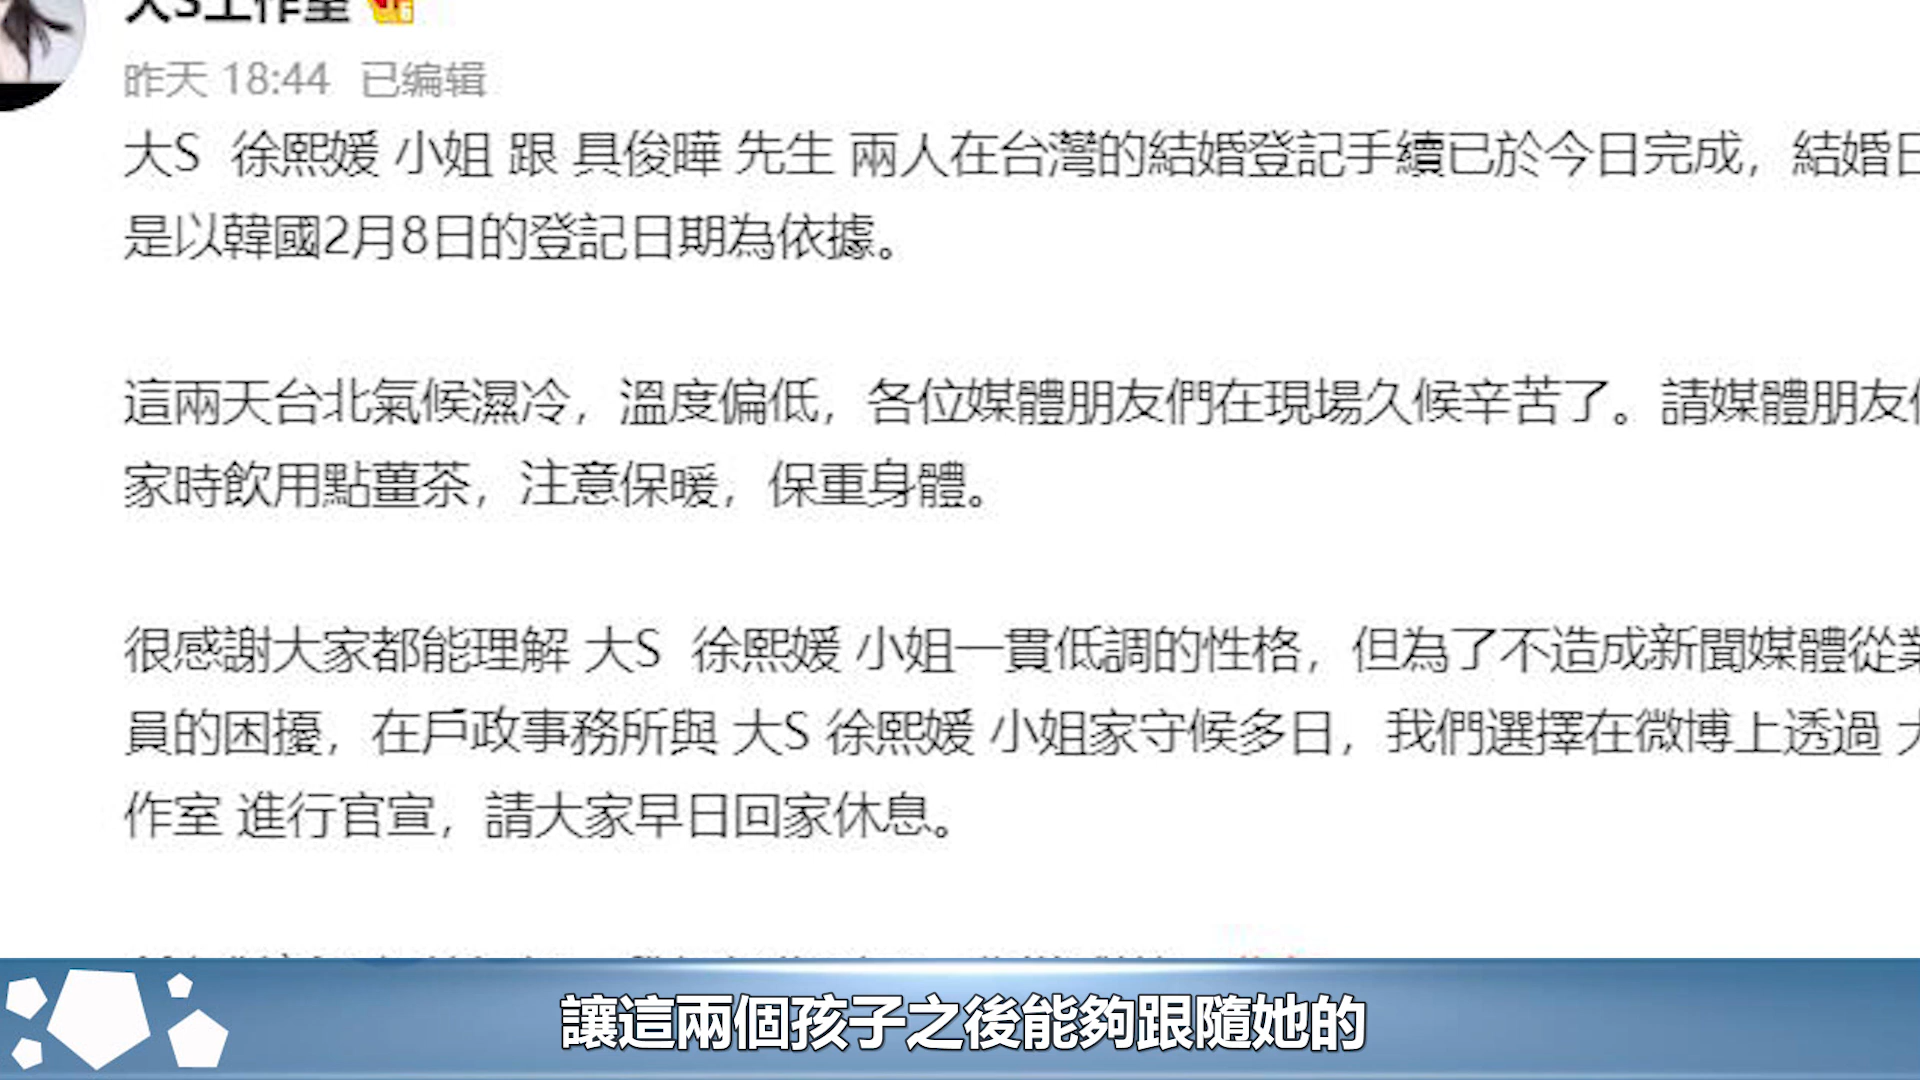 大S工作室
昨天 18:44 已编辑
大S 徐熙媛 小姐 跟 具俊曄 先生 兩人在台灣的結婚登記手續已於今日完成，結婚日
是以韓國2月8日的登記日期為依據。
這兩天台北氣候濕冷，溫度偏低，各位媒體朋友們在現場久候辛苦了。請媒體朋友
家時飲用點薑茶，注意保暖，保重身體。
很感謝大家都能理解 大S 徐熙媛 小姐一貫低調的性格，但為了不造成新聞媒體從業
員的困擾，在戶政事務所與 大S 徐熙媛 小姐家守候多日，我們選擇在微博上透過 大
作室 進行官宣，請大家早日回家休息。
讓這兩個孩子之後能夠跟隨她的